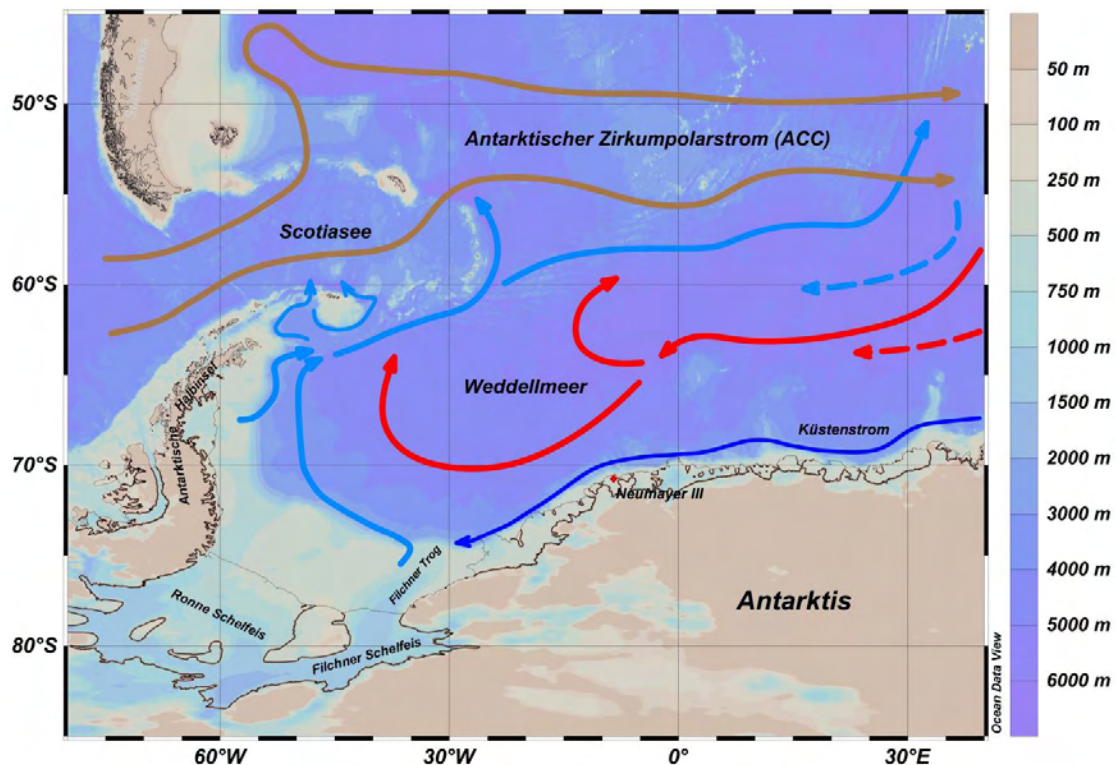 50°S
60°S
70°S
80°S
Antarktischer Zirkumpolarstrom (ACC)
Scotiasee
Weddellmeer
Küstenstrom
Neumayer III
Antarktische
Halbinsel
Filchner Trog
Ronne Schelfeis
Filchner Schelfeis
Antarktis
60°W
30°W
0°
30°E
Ocean Data View
50 m
100 m
250 m
500 m
750 m
1000 m
1500 m
2000 m
3000 m
4000 m
5000 m
6000 m